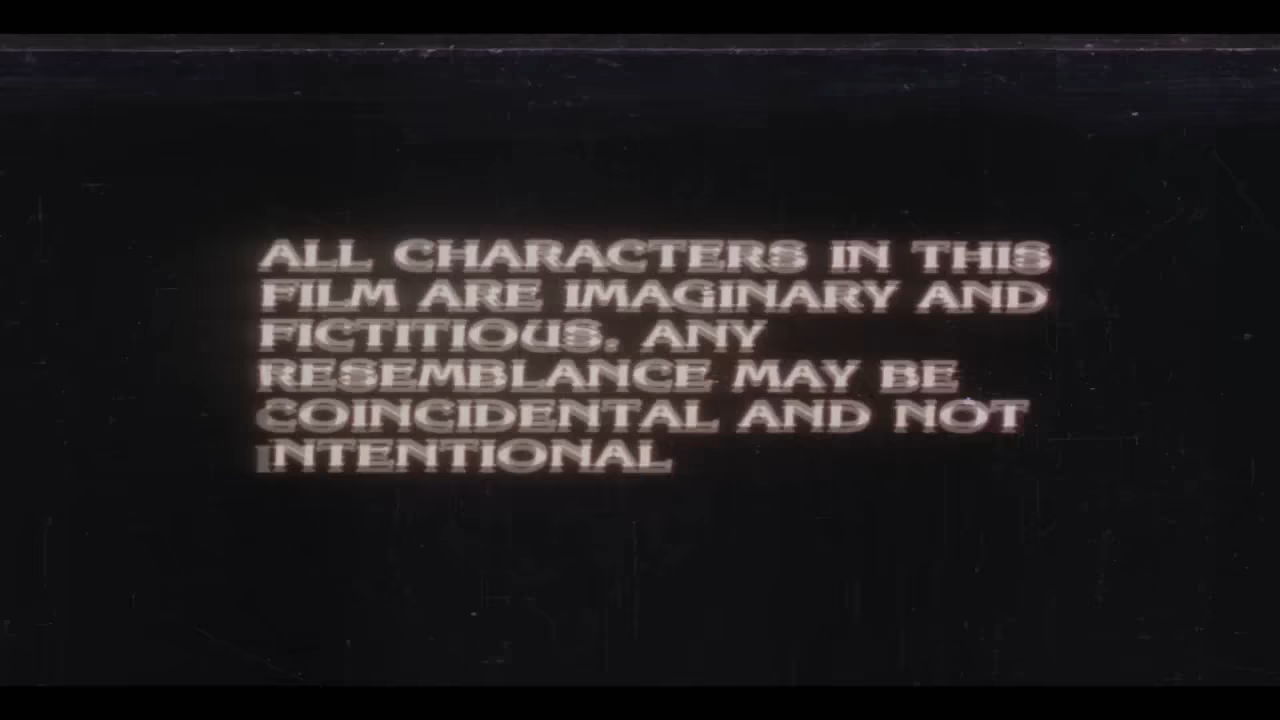 ALL CHARACTERS IN THIS
FILM ARE IMAGINARY AND
FICTITIOUS. ANY
RESEMBLANCE MAY BE
COINCIDENTAL AND NOT
INTENTIONAL